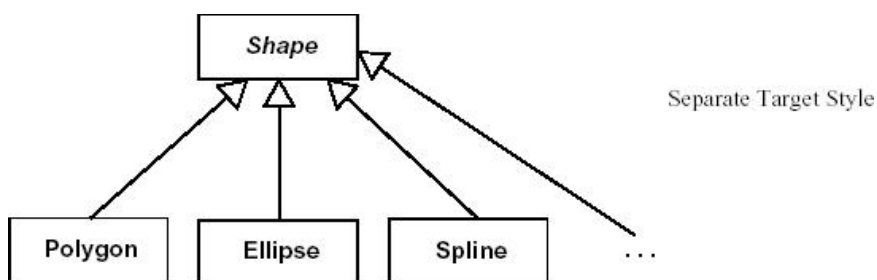 Shape
Separate Target Style
Polygon
Ellipse
Spline
...